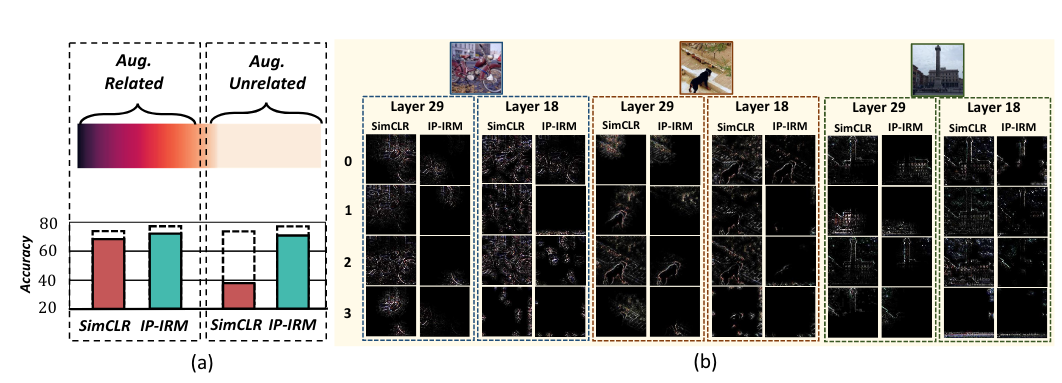 Aug.
Related
Aug.
Unrelated
80
60
40
20
Accuracy
SimCLR IP-IRM
SimCLR IP-IRM
(a)
Layer 29
Layer 18
Layer 29
Layer 18
Layer 29
Layer 18
SimCLR IP-IRM
SimCLR IP-IRM
SimCLR IP-IRM
SimCLR IP-IRM
SimCLR IP-IRM
SimCLR IP-IRM
0
1
2
3
(b)